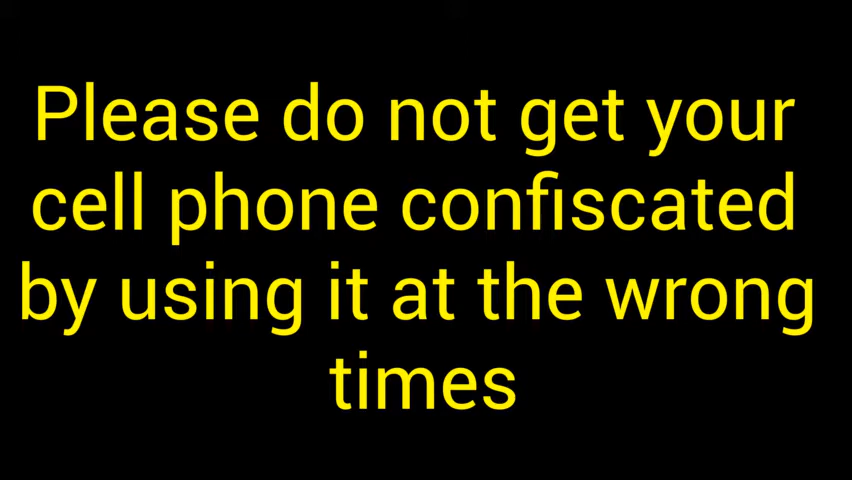 Please do not get your
cell phone confiscated
by using it at the wrong
times